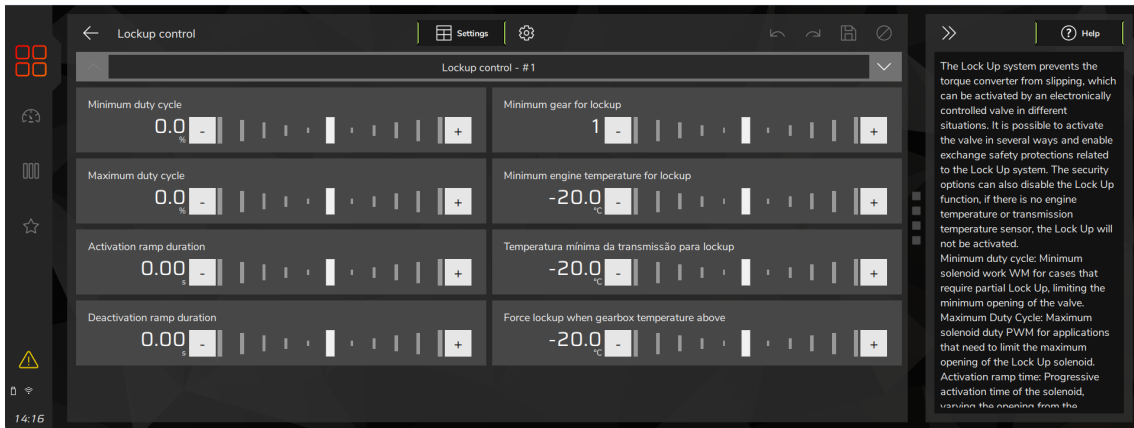 Lockup control
Settings
Help
Lockup control - #1
Minimum duty cycle
0.0
%
-
+
Minimum gear for lockup
1
-
+
Maximum duty cycle
0.0
%
-
+
Minimum engine temperature for lockup
-20.0
°C
-
+
Activation ramp duration
0.00
s
-
+
Temperatura mínima da transmissão para lockup
-20.0
°C
-
+
Deactivation ramp duration
0.00
s
-
+
Force lockup when gearbox temperature above
-20.0
°C
-
+
14:16
The Lock Up system prevents the
torque converter from slipping, which
can be activated by an electronically
controlled valve in different
situations. It is possible to activate
the valve in several ways and enable
exchange safety protections related
to the Lock Up system. The security
options can also disable the Lock Up
function, if there is no engine
temperature or transmission
temperature sensor, the Lock Up will
not be activated.
Minimum duty cycle: Minimum
solenoid work WM for cases that
require partial Lock Up, limiting the
minimum opening of the valve.
Maximum Duty Cycle: Maximum
solenoid duty PWM for applications
that need to limit the maximum
opening of the Lock Up solenoid.
Activation ramp time: Progressive
activation time of the solenoid,
varying the opening from the